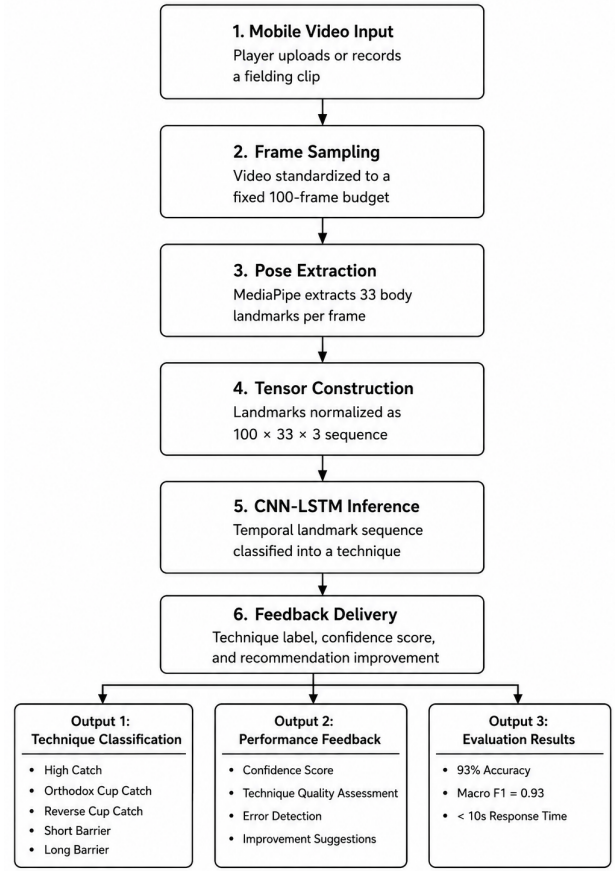 1. Mobile Video Input
Player uploads or records
a fielding clip
2. Frame Sampling
Video standardized to a
fixed 100-frame budget
3. Pose Extraction
MediaPipe extracts 33 body
landmarks per frame
4. Tensor Construction
Landmarks normalized as
100 × 33 × 3 sequence
5. CNN-LSTM Inference
Temporal landmark sequence
classified into a technique
6. Feedback Delivery
Technique label, confidence score,
and recommendation improvement
Output 1:
Technique Classification
• High Catch
• Orthodox Cup Catch
• Reverse Cup Catch
• Short Barrier
• Long Barrier
Output 2:
Performance Feedback
• Confidence Score
• Technique Quality Assessment
• Error Detection
• Improvement Suggestions
Output 3:
Evaluation Results
• 93% Accuracy
• Macro F1 = 0.93
• < 10s Response Time